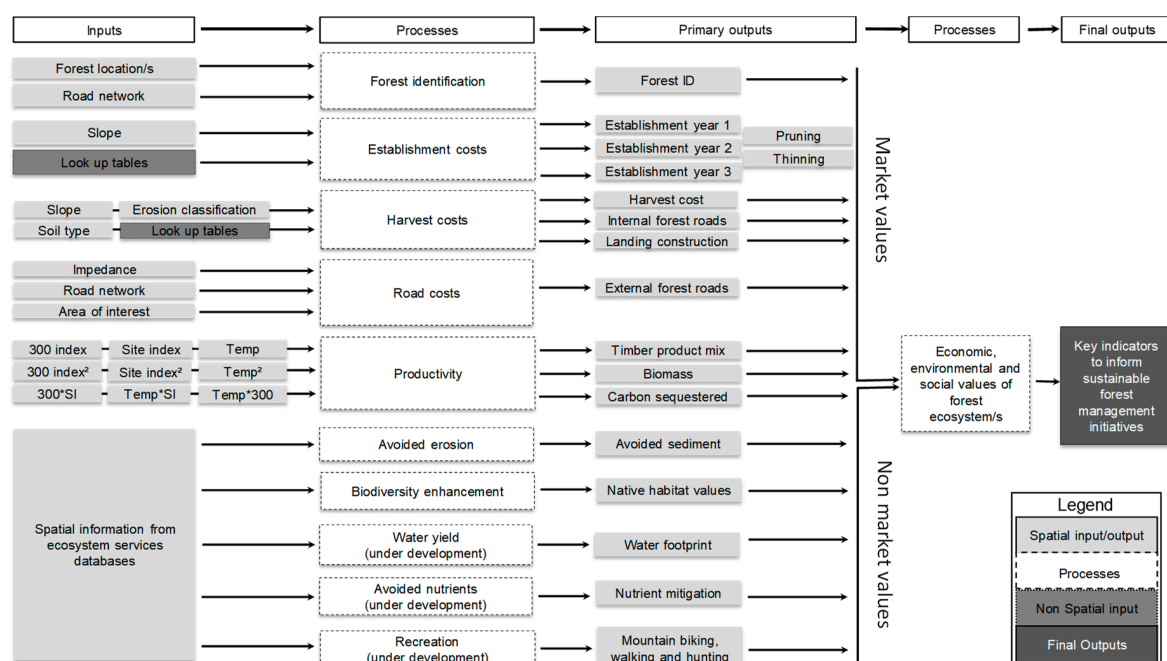 Inputs
Processes
Primary outputs
Processes
Final outputs
Forest location/s
Road network
Forest identification
Forest ID
Slope
Look up tables
Establishment costs
Establishment year 1
Establishment year 2
Establishment year 3
Pruning
Thinning
Slope
Erosion classification
Soil type
Look up tables
Harvest costs
Harvest cost
Internal forest roads
Landing construction
Impedance
Road network
Area of interest
Road costs
External forest roads
300 index
Site index
Temp
300 index²
Site index²
Temp²
300*SI
Temp*SI
Temp*300
Productivity
Timber product mix
Biomass
Carbon sequestered
Spatial information from
ecosystem services
databases
Avoided erosion
Avoided sediment
Biodiversity enhancement
Native habitat values
Water yield
(under development)
Water footprint
Avoided nutrients
(under development)
Nutrient mitigation
Recreation
(under development)
Mountain biking,
walking and hunting
Market values
Non market values
Economic,
environmental and
social values of
forest
ecosystem/s
Key indicators
to inform
sustainable
forest
management
initiatives
Legend
Spatial input/output
Processes
Non Spatial input
Final Outputs